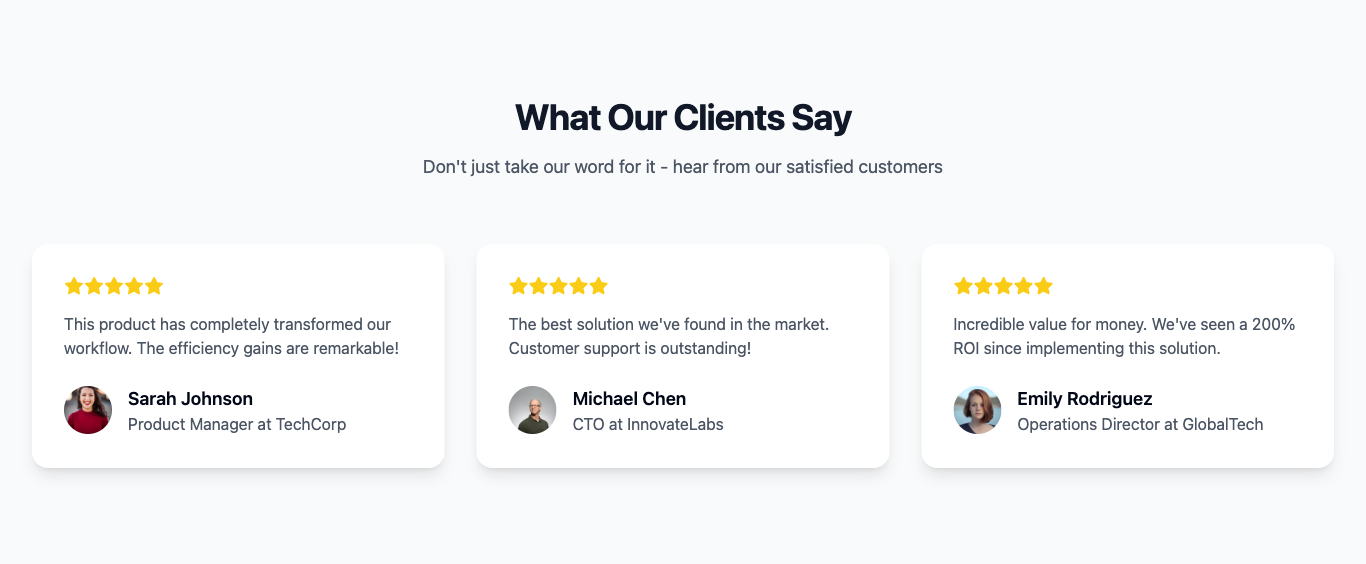 What Our Clients Say
Don't just take our word for it - hear from our satisfied customers
This product has completely transformed our
workflow. The efficiency gains are remarkable!
Sarah Johnson
Product Manager at TechCorp
The best solution we've found in the market.
Customer support is outstanding!
Michael Chen
CTO at InnovateLabs
Incredible value for money. We've seen a 200%
ROI since implementing this solution.
Emily Rodriguez
Operations Director at GlobalTech